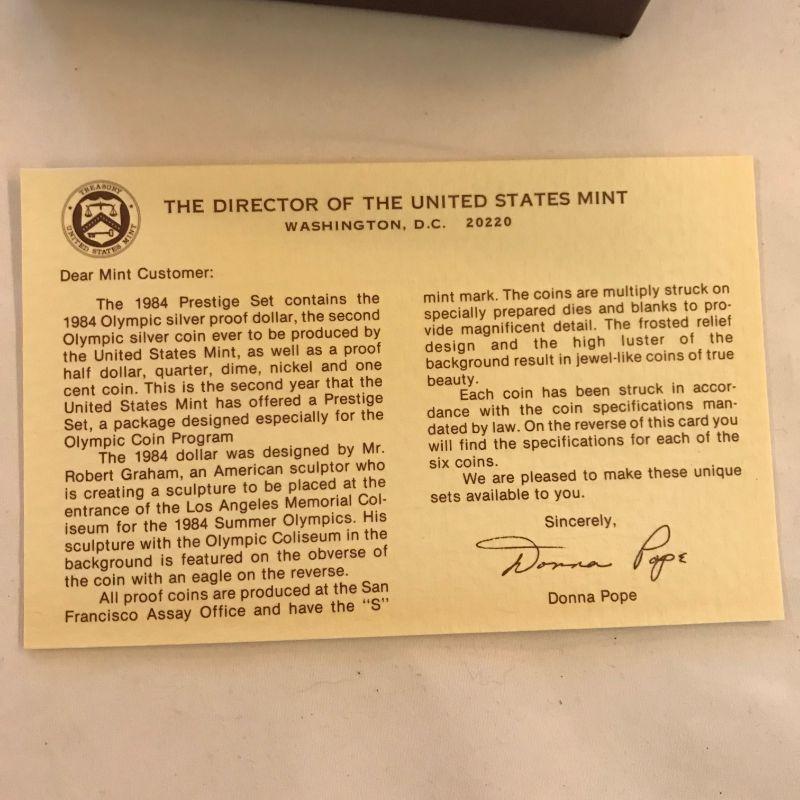 TREASURY
UNITED STATES MINT
THE DIRECTOR OF THE UNITED STATES MINT
WASHINGTON, D.C. 20220
Dear Mint Customer:
The 1984 Prestige Set contains the
1984 Olympic silver proof dollar, the second
Olympic silver coin ever to be produced by
the United States Mint, as well as a proof
half dollar, quarter, dime, nickel and one
cent coin. This is the second year that the
United States Mint has offered a Prestige
Set, a package designed especially for the
Olympic Coin Program
The 1984 dollar was designed by Mr.
Robert Graham, an American sculptor who
is creating a sculpture to be placed at the
entrance of the Los Angeles Memorial Col-
iseum for the 1984 Summer Olympics. His
sculpture with the Olympic Coliseum in the
background is featured on the obverse of
the coin with an eagle on the reverse.
All proof coins are produced at the San
Francisco Assay Office and have the "S"
mint mark. The coins are multiply struck on
specially prepared dies and blanks to pro-
vide magnificent detail. The frosted relief
design and the high luster of the
background result in jewel-like coins of true
beauty.
Each coin has been struck in accor-
dance with the coin specifications man-
dated by law. On the reverse of this card you
will find the specifications for each of the
six coins.
We are pleased to make these unique
sets available to you.
Sincerely,
Donna Pope
Donna Pope